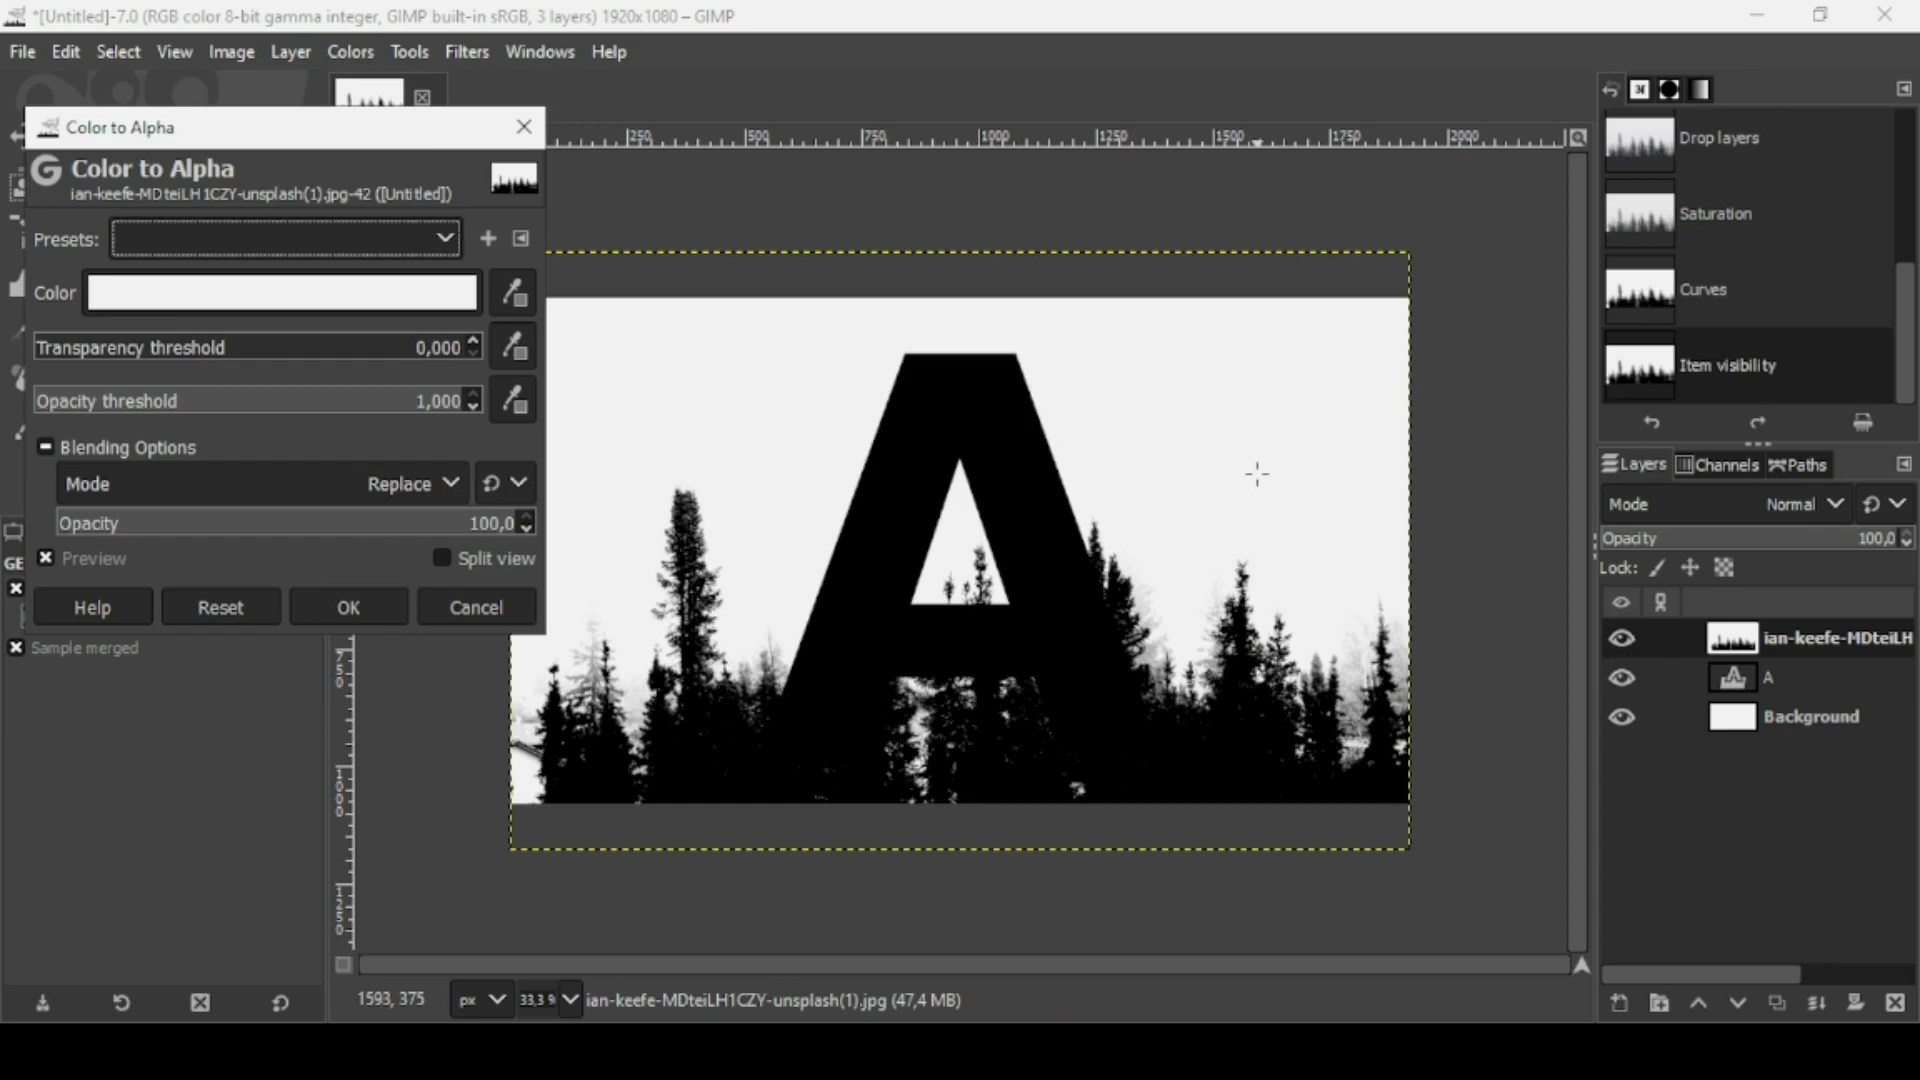 *[Untitled]-7.0 (RGB color 8-bit gamma integer, GIMP built-in sRGB, 3 layers) 1920x1080 – GIMP
File Edit Select View Image Layer Colors Tools Filters Windows Help
Color to Alpha
Color to Alpha
ian-keefe-MDteiLH1CZY-unsplash(1).jpg-42 ([Untitled])
Presets:
Color
Transparency threshold 0,000
Opacity threshold 1,000
Blending Options
Mode Replace
Opacity 100,0
Preview Split view
Help Reset OK Cancel
GE
Sample merged
250 500 750 1000 1250 1500 1750 2000
750
1000
1250
A
Drop layers
Saturation
Curves
Item visibility
Layers Channels Paths
Mode Normal
Opacity 100,0
Lock:
ian-keefe-MDteiLH
A
Background
1593, 375 px 33,3 % ian-keefe-MDteiLH1CZY-unsplash(1).jpg (47,4 MB)